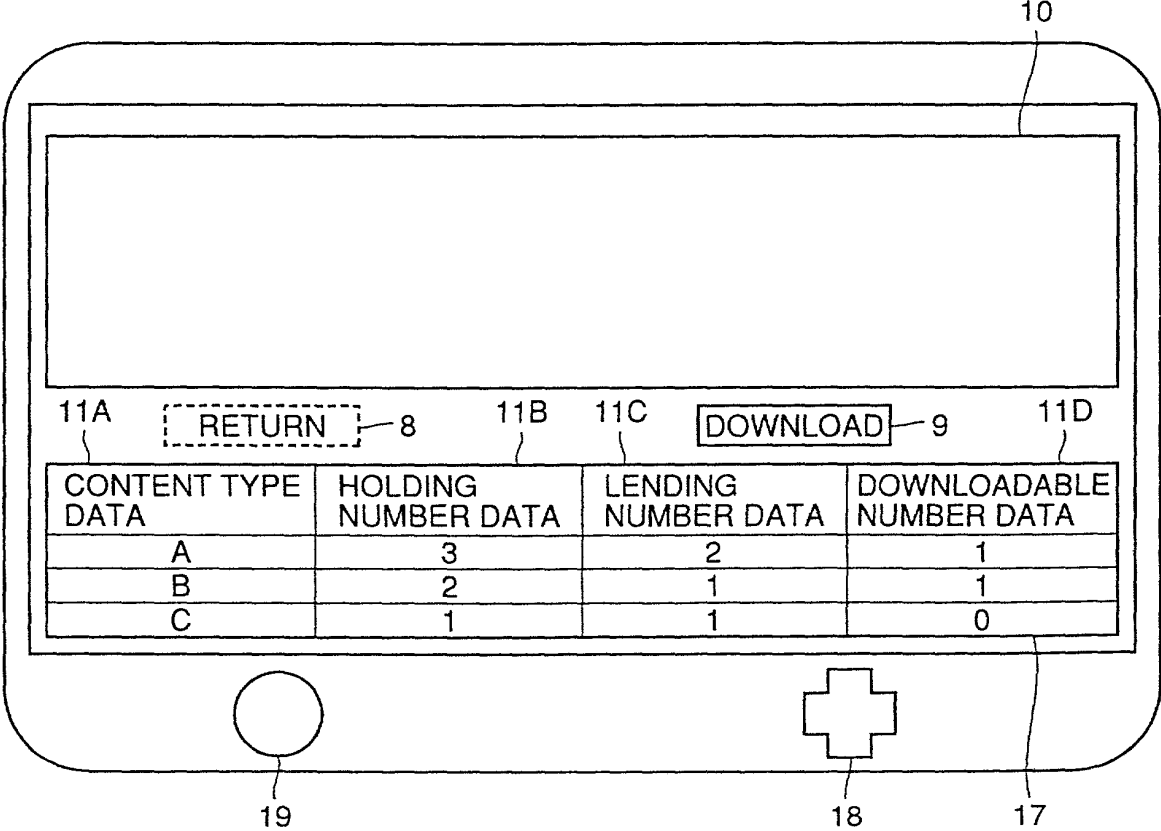 10
11A
RETURN
8
11B
11C
DOWNLOAD
9
11D
CONTENT TYPE DATA
HOLDING NUMBER DATA
LENDING NUMBER DATA
DOWNLOADABLE NUMBER DATA
A 3 2 1
B 2 1 1
C 1 1 0
19
18
17